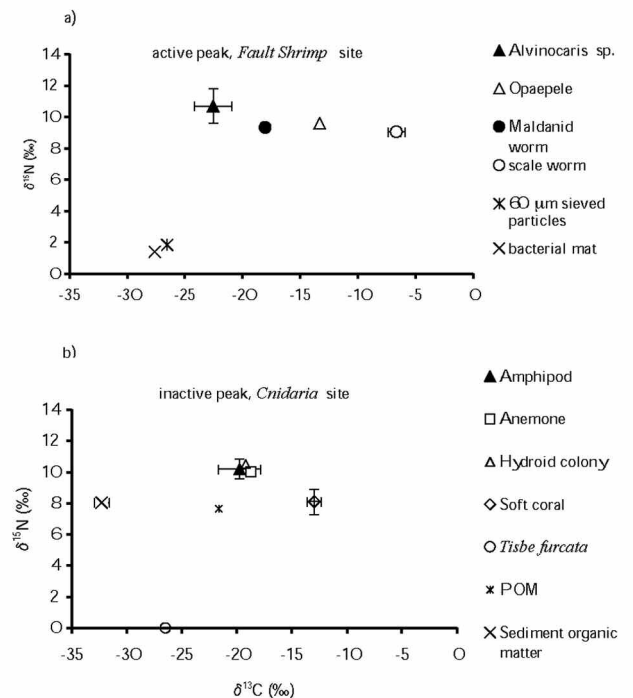 a)
active peak, Fault Shrimp site
14
12
10
8
6
4
2
0
δ¹⁵N (‰)
-35 -30 -25 -20 -15 -10 -5 0
Alvinocaris sp.
Opaepele
Maldanid
worm
scale worm
60 μm sieved
particles
bacterial mat
b)
inactive peak, Cnidaria site
14
12
10
8
6
4
2
0
δ¹⁵N (‰)
-35 -30 -25 -20 -15 -10 -5 0
δ¹³C (‰)
Amphipod
Anemone
Hydroid colony
Soft coral
Tisbe furcata
POM
Sediment organic
matter